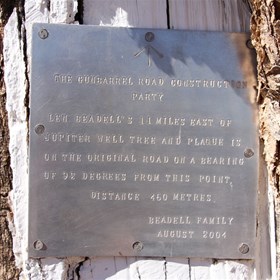 THE GUNBARREL ROAD CONSTRUCTION
PARTY
LEN BEADELL'S 11 MILES EAST OF
JUPITER WELL TREE AND PLAQUE IS
ON THE ORIGINAL ROAD ON A BEARING
OF 92 DEGREES FROM THIS POINT.
DISTANCE 460 METRES.
BEADELL FAMILY
AUGUST 2004